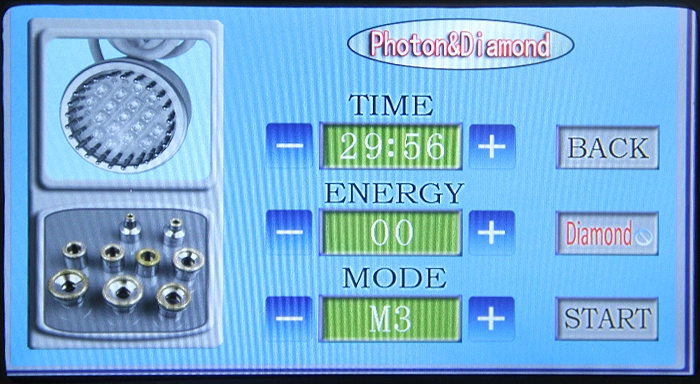 Photon&Diamond
TIME
− 29:56 +
BACK
ENERGY
− 00 +
Diamond
MODE
− M3 +
START